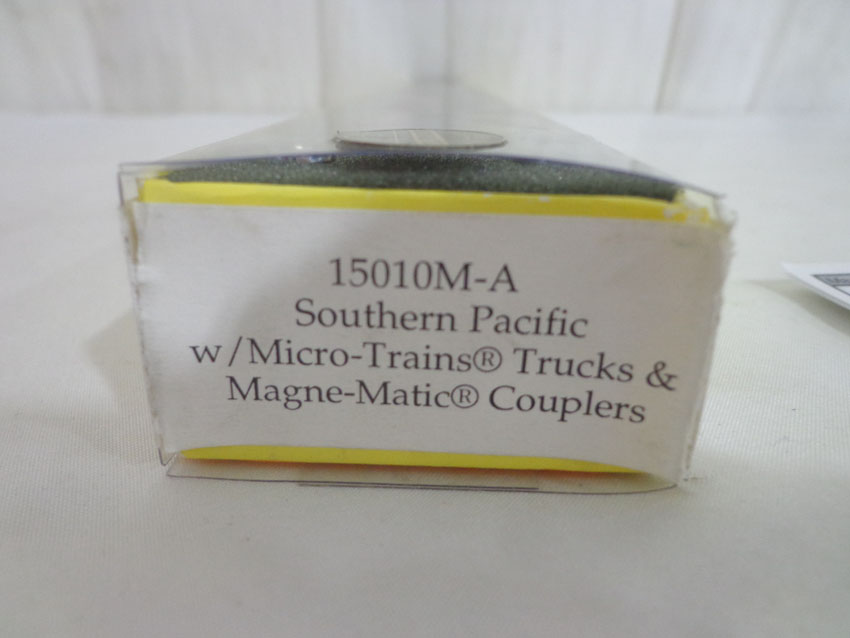 15010M-A
Southern Pacific
w/Micro-Trains® Trucks &
Magne-Matic® Couplers